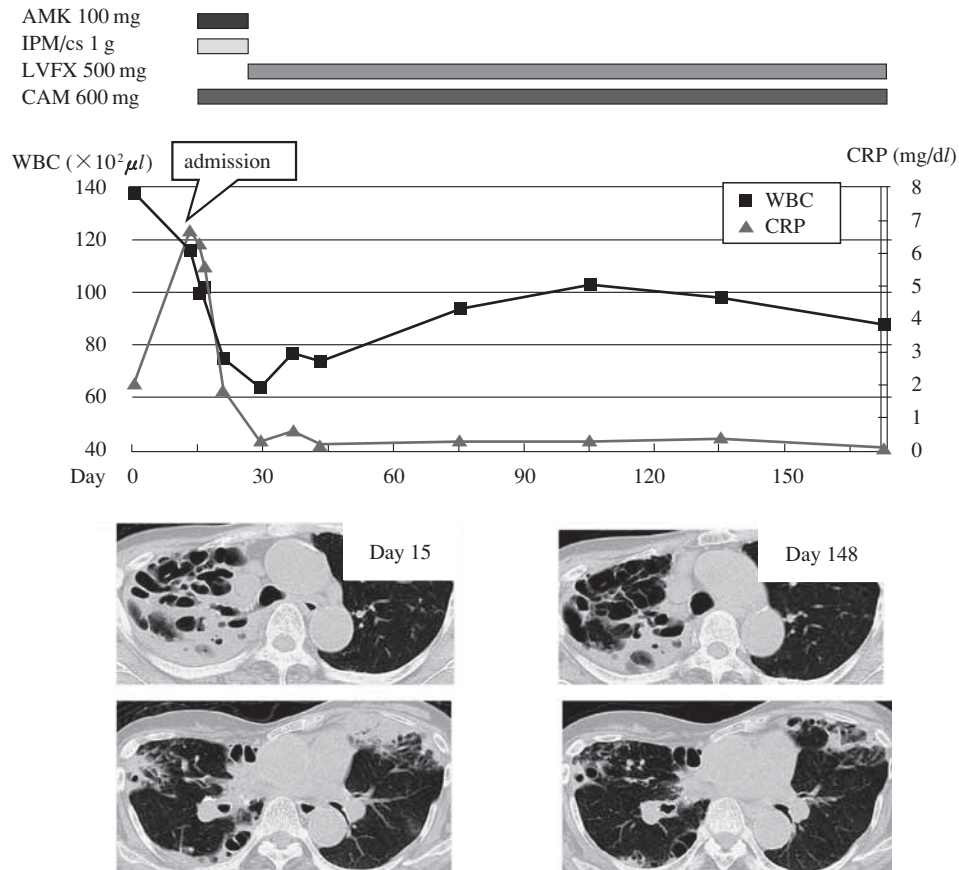 AMK 100 mg
IPM/cs 1 g
LVFX 500 mg
CAM 600 mg
WBC (×10² μl)
admission
CRP (mg/dl)
140
120
100
80
60
40
8
7
6
5
4
3
2
1
0
WBC
CRP
Day 0 30 60 90 120 150
Day 15
Day 148